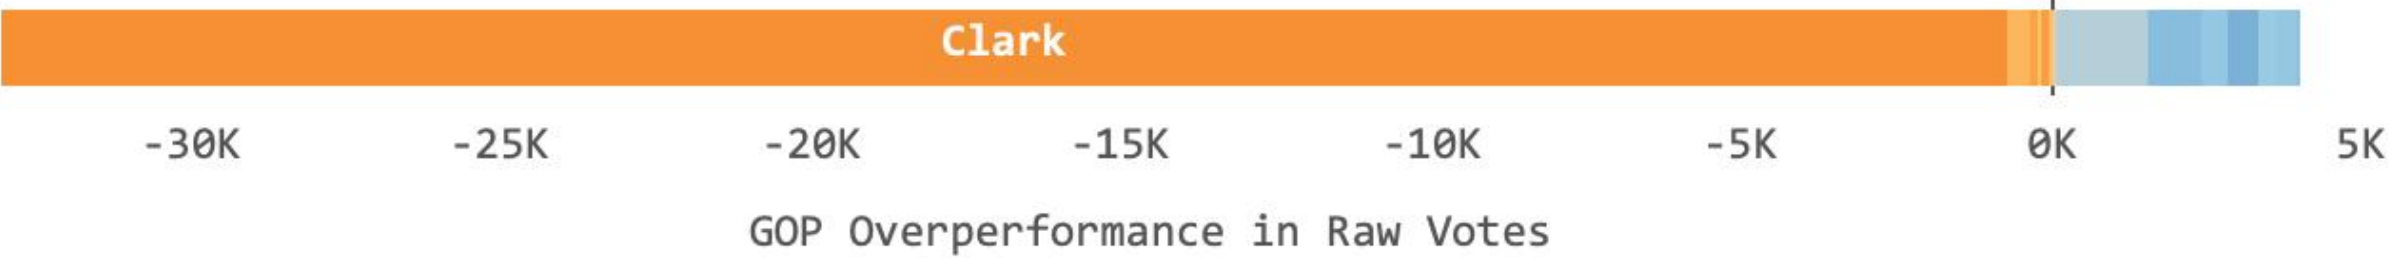 Clark
-30K -25K -20K -15K -10K -5K 0K 5K
GOP Overperformance in Raw Votes